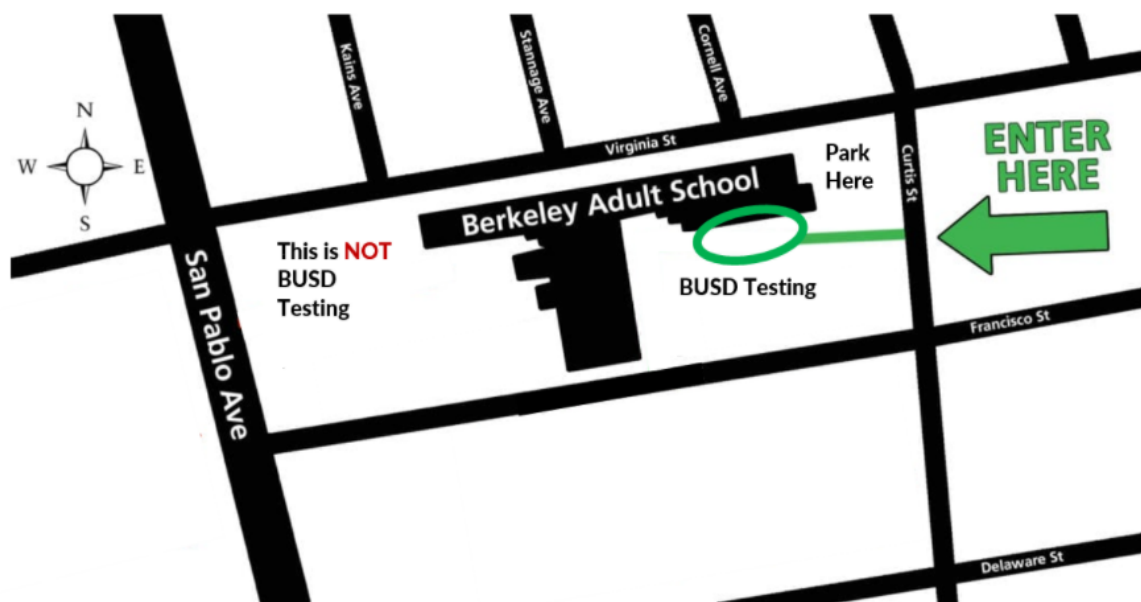 Kains Ave
Stannage Ave
Cornell Ave
N
W
E
S
Virginia St
Curtis St
ENTER
HERE
Park
Here
Berkeley Adult School
This is NOT
BUSD
Testing
BUSD Testing
San Pablo Ave
Francisco St
Delaware St